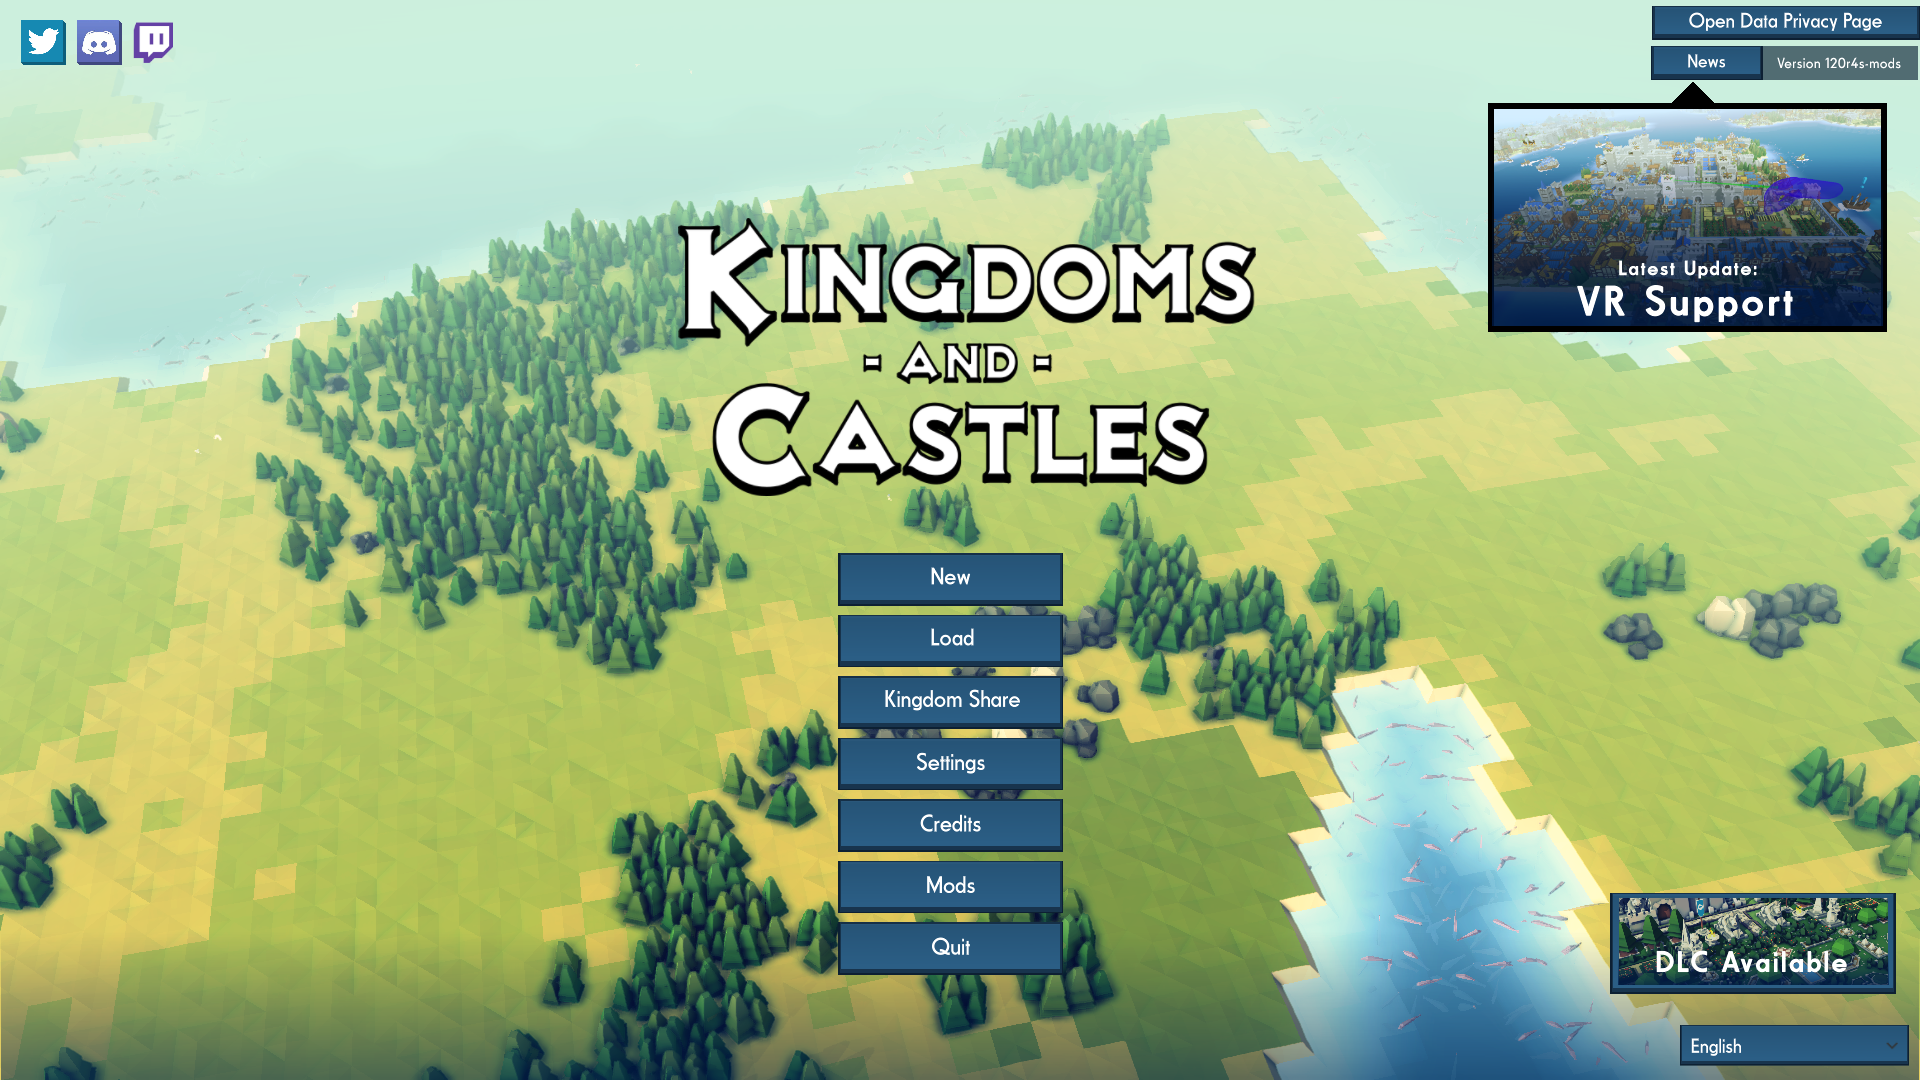 Open Data Privacy Page
News
Version 120r4s-mods
Latest Update:
VR Support
KINGDOMS
- AND -
CASTLES
New
Load
Kingdom Share
Settings
Credits
Mods
Quit
DLC Available
English